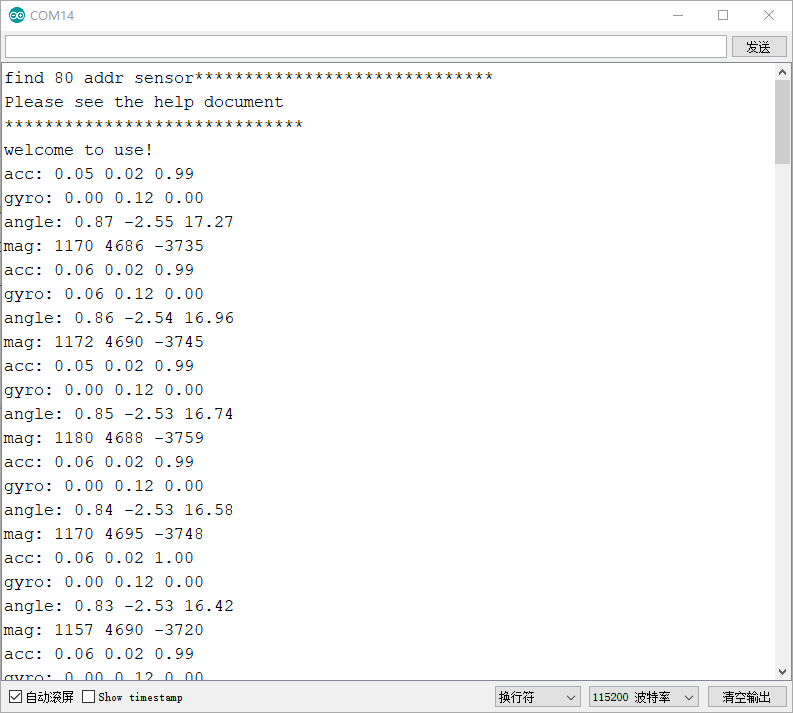 COM14
发送
find 80 addr sensor******************************
Please see the help document
******************************
welcome to use!
acc: 0.05 0.02 0.99
gyro: 0.00 0.12 0.00
angle: 0.87 -2.55 17.27
mag: 1170 4686 -3735
acc: 0.06 0.02 0.99
gyro: 0.06 0.12 0.00
angle: 0.86 -2.54 16.96
mag: 1172 4690 -3745
acc: 0.05 0.02 0.99
gyro: 0.00 0.12 0.00
angle: 0.85 -2.53 16.74
mag: 1180 4688 -3759
acc: 0.06 0.02 0.99
gyro: 0.00 0.12 0.00
angle: 0.84 -2.53 16.58
mag: 1170 4695 -3748
acc: 0.06 0.02 1.00
gyro: 0.00 0.12 0.00
angle: 0.83 -2.53 16.42
mag: 1157 4690 -3720
acc: 0.06 0.02 0.99
gyro: 0.00 0.12 0.00
自动滚屏 Show timestamp 换行符 115200 波特率 清空输出